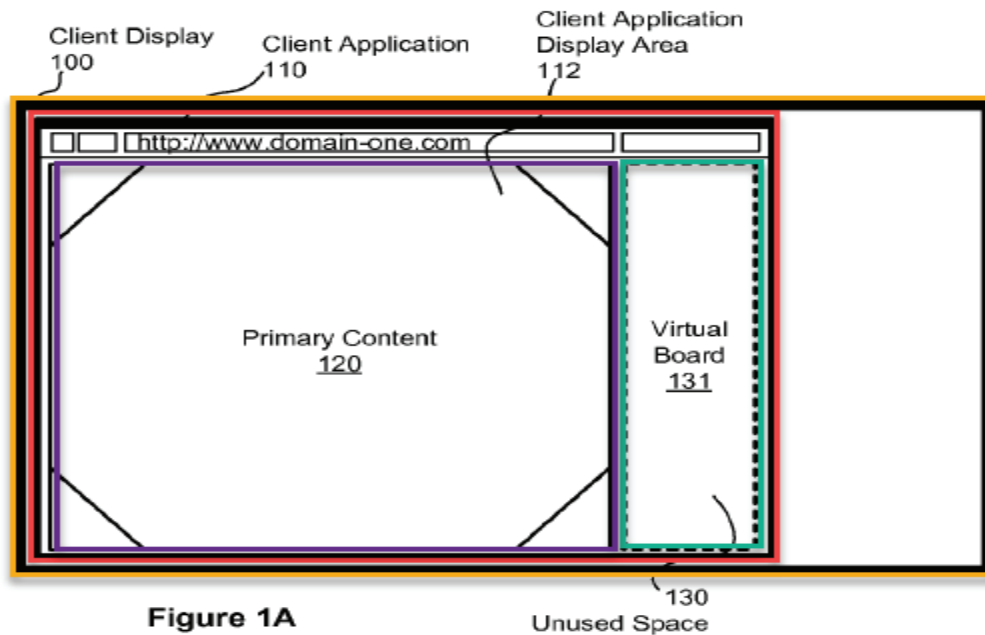 Client Display
100
Client Application
110
Client Application
Display Area
112
http://www.domain-one.com
Primary Content
120
Virtual
Board
131
130
Unused Space
Figure 1A